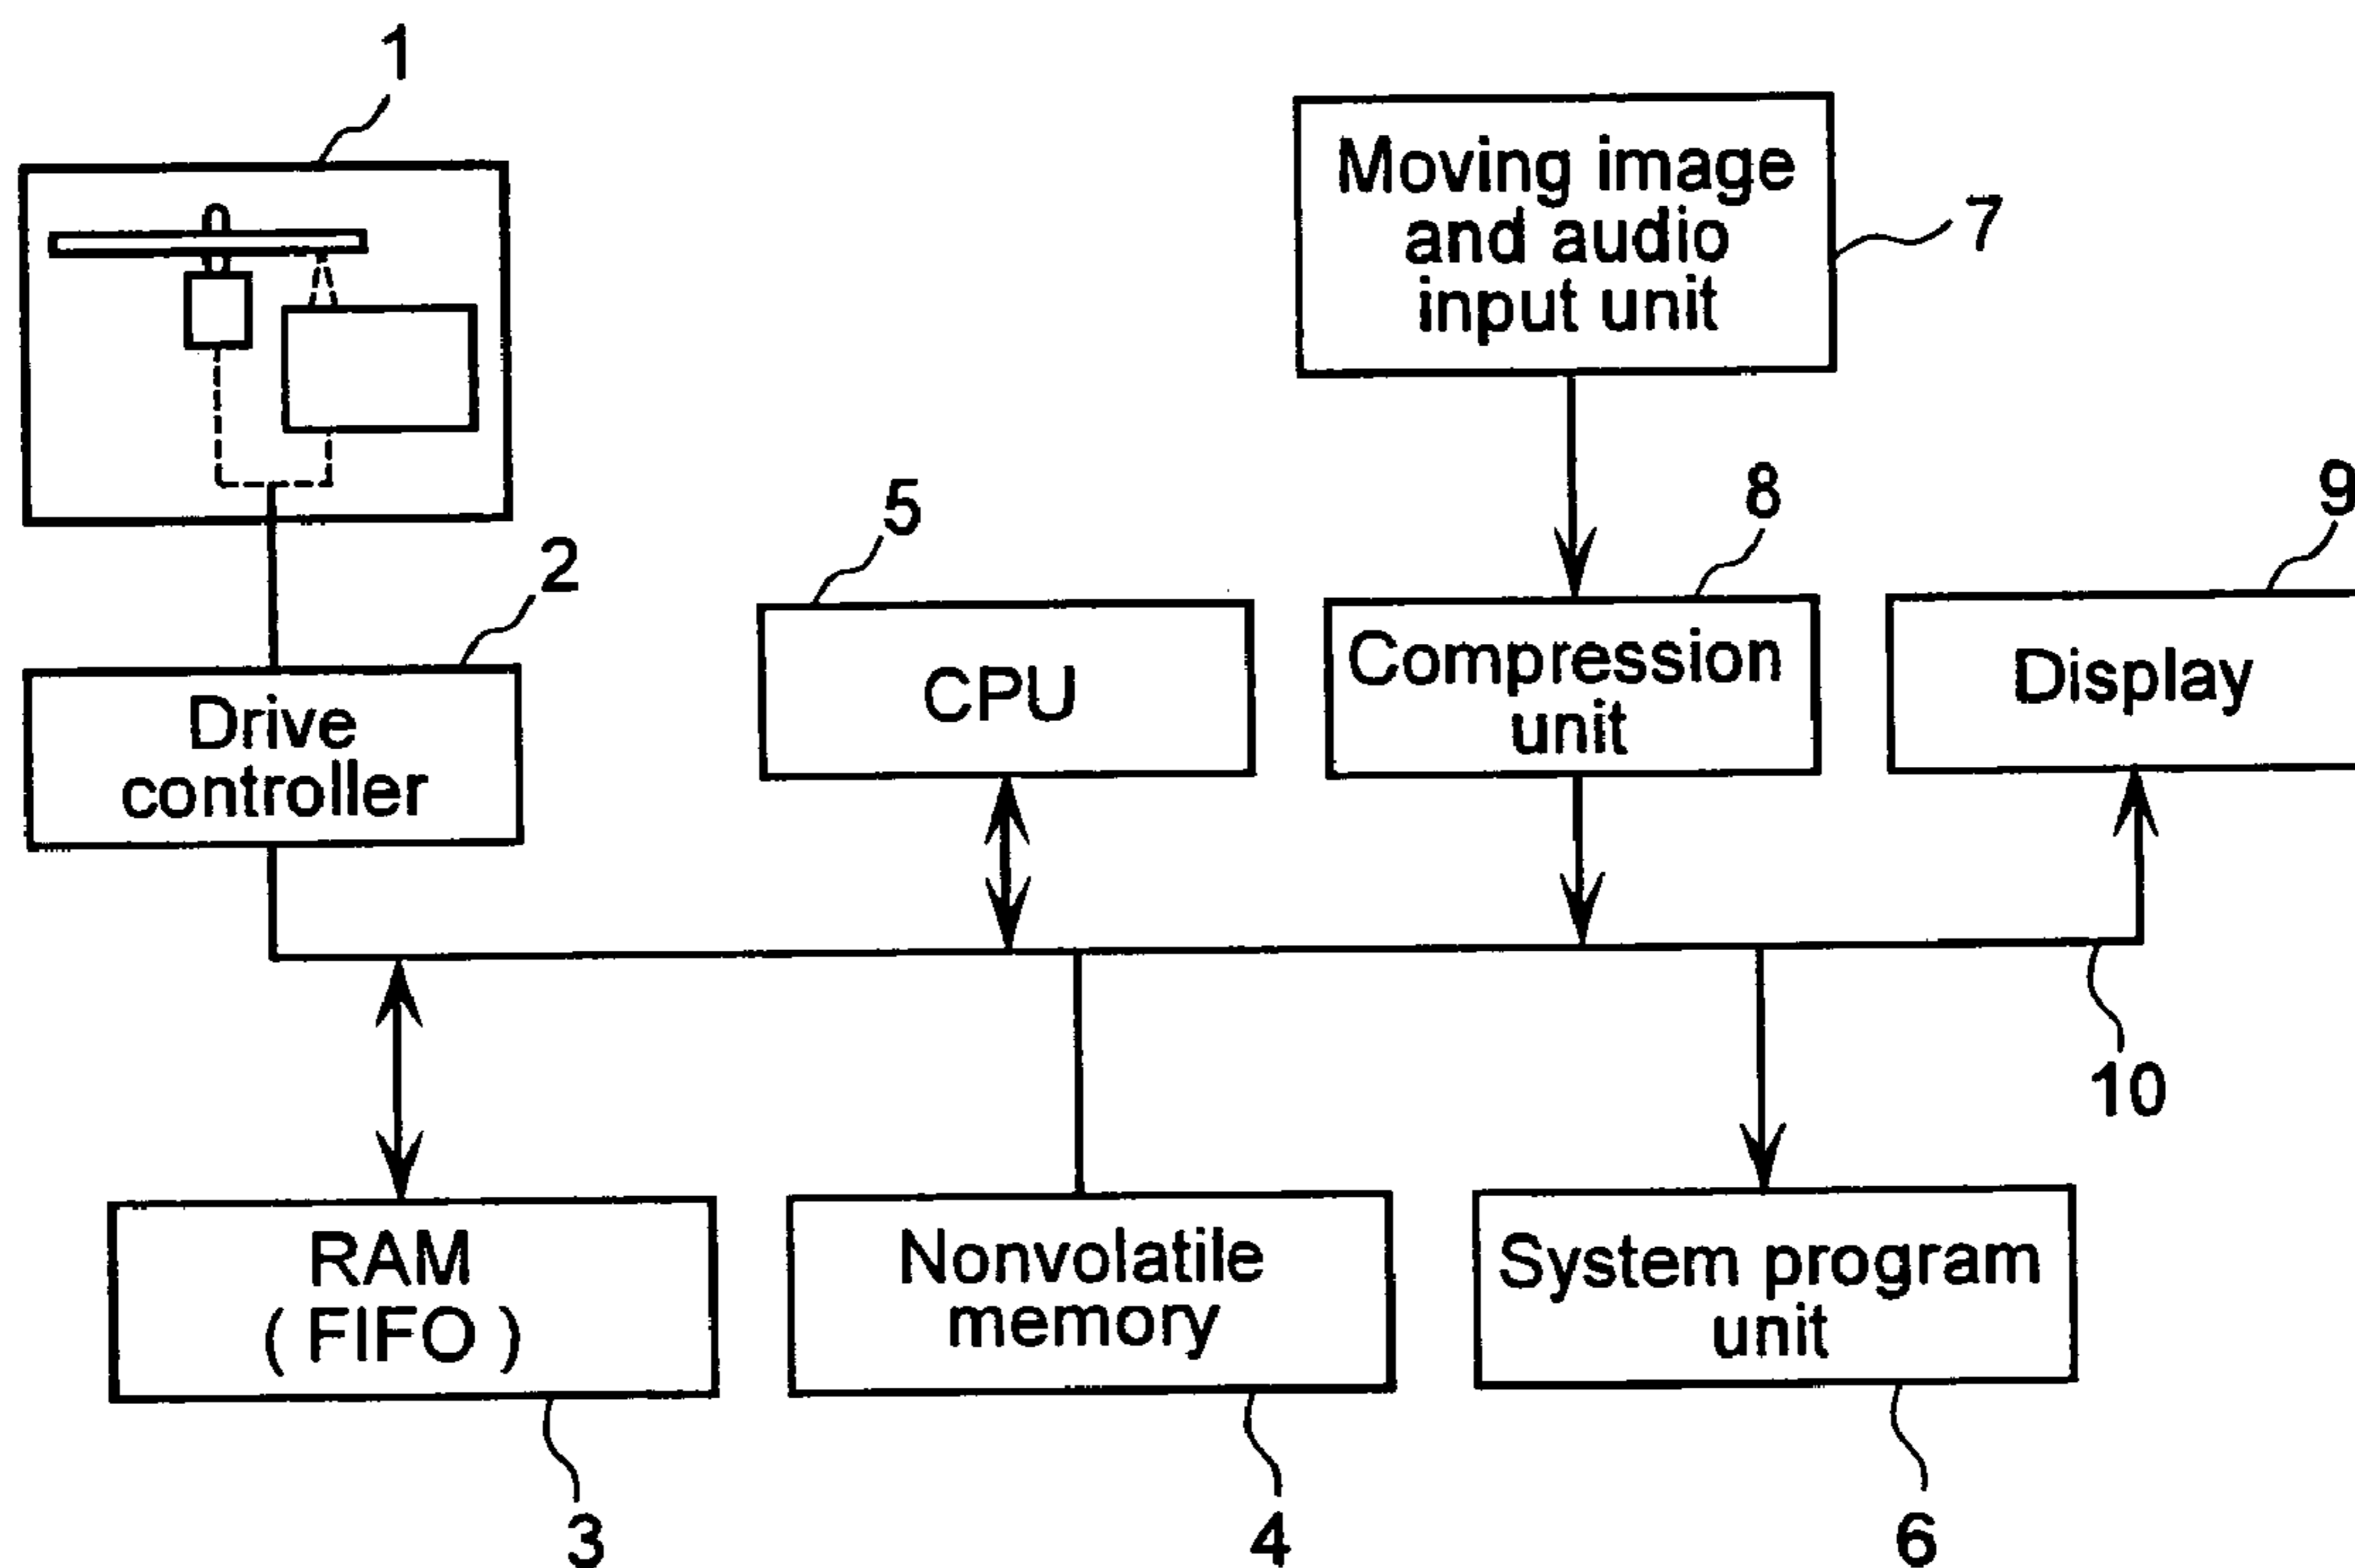 1
Moving image
and audio
input unit
7
2
Drive
controller
5
CPU
8
Compression
unit
9
Display
10
RAM
( FIFO )
3
Nonvolatile
memory
4
System program
unit
6